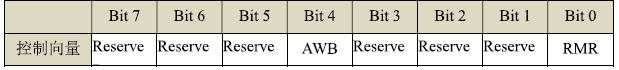 Bit 7 Bit 6 Bit 5 Bit 4 Bit 3 Bit 2 Bit 1 Bit 0
控制向量 Reserve Reserve Reserve AWB Reserve Reserve Reserve RMR